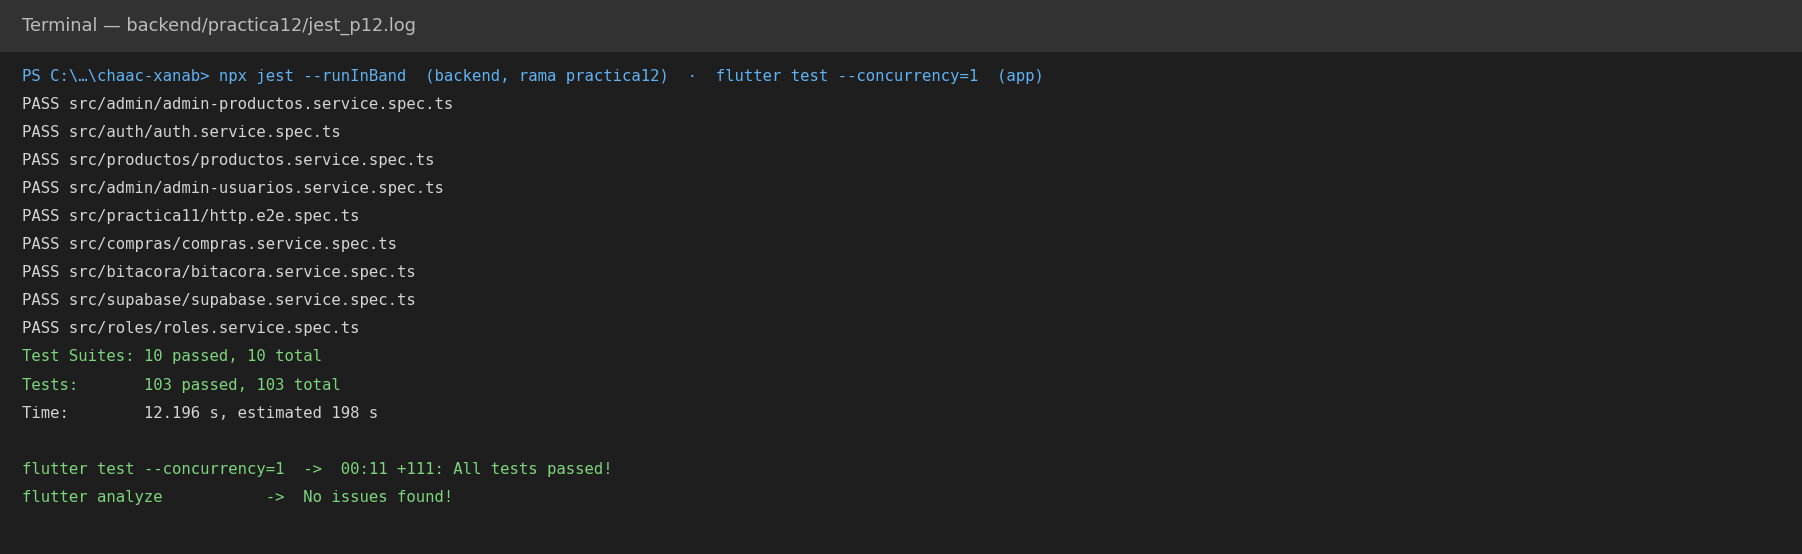 Terminal — backend/practica12/jest_p12.log
PS C:\…\chaac-xanab> npx jest --runInBand  (backend, rama practica12)  ·  flutter test --concurrency=1  (app)
PASS src/admin/admin-productos.service.spec.ts
PASS src/auth/auth.service.spec.ts
PASS src/productos/productos.service.spec.ts
PASS src/admin/admin-usuarios.service.spec.ts
PASS src/practica11/http.e2e.spec.ts
PASS src/compras/compras.service.spec.ts
PASS src/bitacora/bitacora.service.spec.ts
PASS src/supabase/supabase.service.spec.ts
PASS src/roles/roles.service.spec.ts
Test Suites: 10 passed, 10 total
Tests:       103 passed, 103 total
Time:        12.196 s, estimated 198 s
flutter test --concurrency=1  ->  00:11 +111: All tests passed!
flutter analyze           ->  No issues found!